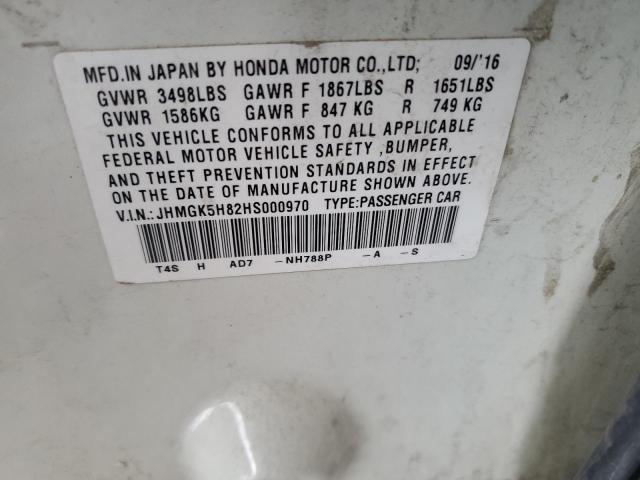 MFD.IN JAPAN BY HONDA MOTOR CO.,LTD; 09/'16
GVWR 3498LBS GAWR F 1867LBS R 1651LBS
GVWR 1586KG GAWR F 847 KG R 749 KG
THIS VEHICLE CONFORMS TO ALL APPLICABLE
FEDERAL MOTOR VEHICLE SAFETY ,BUMPER,
AND THEFT PREVENTION STANDARDS IN EFFECT
ON THE DATE OF MANUFACTURE SHOWN ABOVE.
V.I.N.:JHMGK5H82HS000970 TYPE:PASSENGER CAR
T4S H AD7 -NH788P -A -S